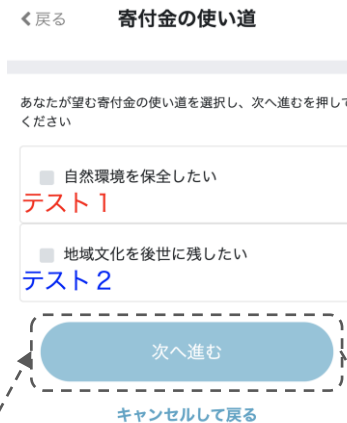 戻る 寄付金の使い道
あなたが望む寄付金の使い道を選択し、次へ進むを押して
ください
自然環境を保全したい
テスト1
地域文化を後世に残したい
テスト2
次へ進む
キャンセルして戻る